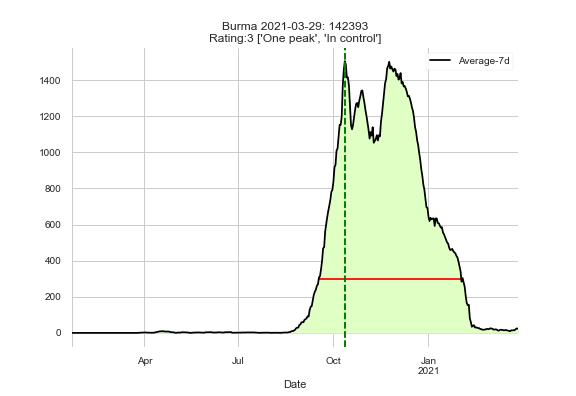 Burma 2021-03-29: 142393
Rating:3 ['One peak', 'In control']
Average-7d
1400
1200
1000
800
600
400
200
0
Apr
Jul
Oct
Jan
2021
Date